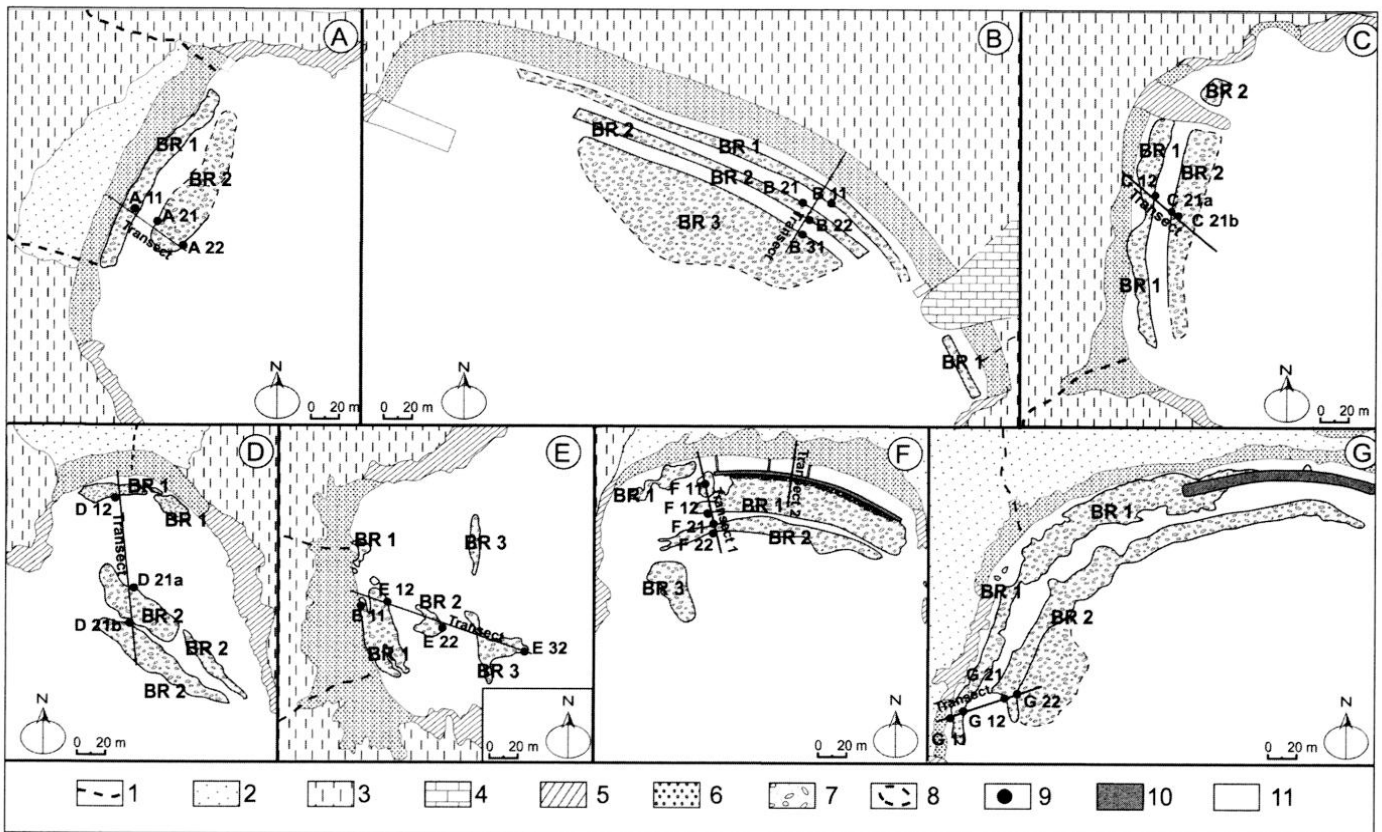 A
BR 1
BR 2
A 11
A 21
A 22
Transect
N
0 20 m
B
BR 1
BR 2
BR 2
BR 3
B 21
B 11
B 22
B 31
Transect
BR 1
N
0 20 m
C
BR 2
BR 1
BR 2
C 12
C 21a
C 21b
Transect
BR 1
N
0 20 m
D
BR 1
BR 1
D 12
Transect
D 21a
BR 2
D 21b
BR 2
BR 2
N
0 20 m
E
BR 1
BR 3
E 12
E 11
BR 2
Transect
E 22
E 32
BR 1
BR 3
N
0 20 m
F
BR 1
F 11
Transect 2
F 12
BR 1
F 21
F 22
Transect 1
BR 2
BR 3
N
0 20 m
G
BR 1
BR 1
BR 2
G 21
Transect
G 22
G 12
G 11
N
0 20 m
1 2 3 4 5 6 7 8 9 10 11